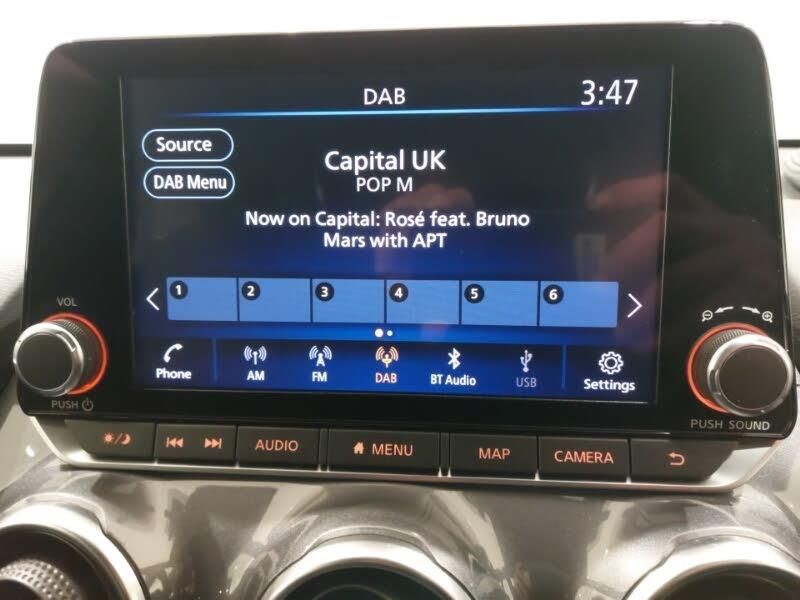 DAB
3:47
Source
DAB Menu
Capital UK
POP M
Now on Capital: Rosé feat. Bruno
Mars with APT
1 2 3 4 5 6
VOL
PUSH
Phone AM FM DAB BT Audio USB Settings
PUSH SOUND
AUDIO MENU MAP CAMERA